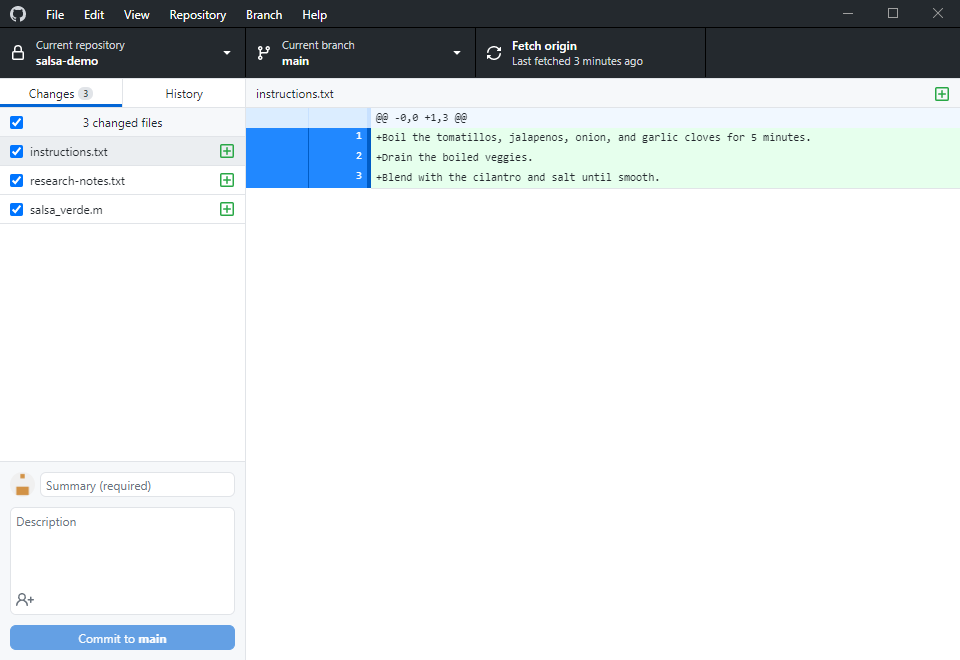 File Edit View Repository Branch Help
Current repository
salsa-demo
Current branch
main
Fetch origin
Last fetched 3 minutes ago
Changes 3
History
3 changed files
instructions.txt
research-notes.txt
salsa_verde.m
Summary (required)
Description
Commit to main
instructions.txt
@@ -0,0 +1,3 @@
1 +Boil the tomatillos, jalapenos, onion, and garlic cloves for 5 minutes.
2 +Drain the boiled veggies.
3 +Blend with the cilantro and salt until smooth.